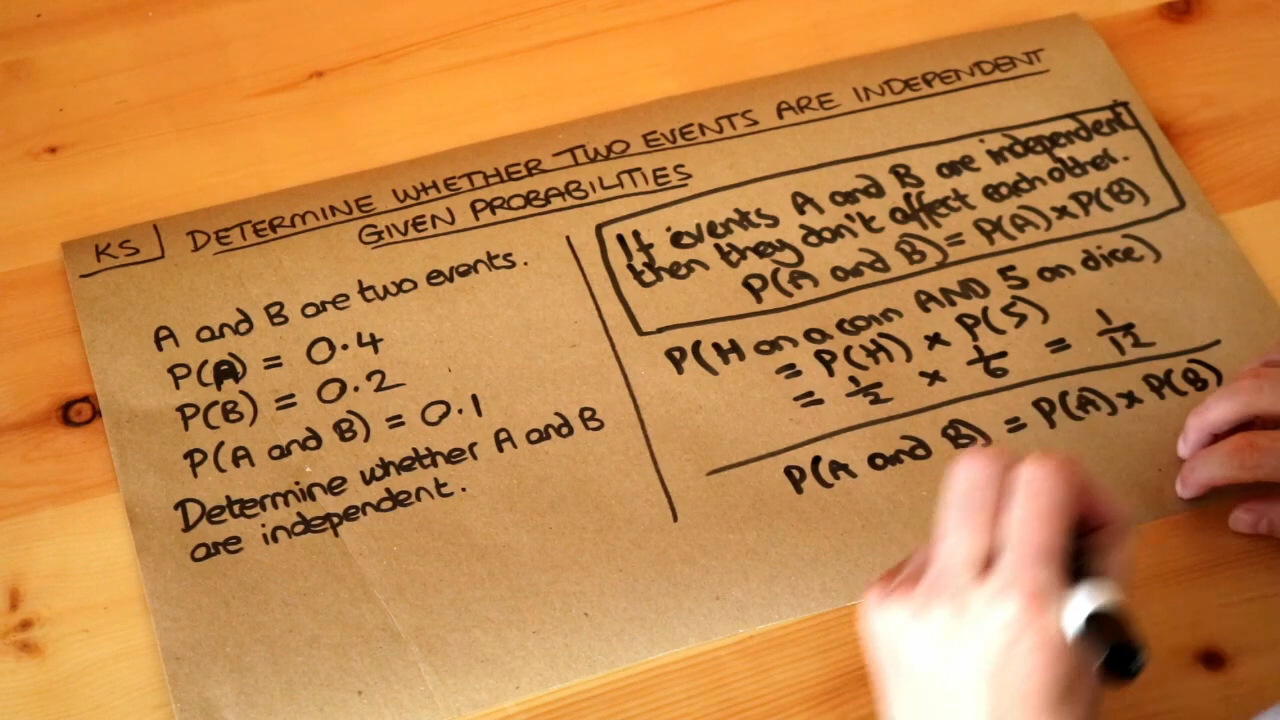 KS
DETERMINE WHETHER TWO EVENTS ARE INDEPENDENT
GIVEN PROBABILITIES
A and B are two events.
P(A) = 0.4
P(B) = 0.2
P(A and B) = 0.1
Determine whether A and B
are independent.
If events A and B are independent
then they don't affect each other.
P(A and B) = P(A) × P(B)
P(H on a coin AND 5 on dice)
= P(H) × P(5)
= 1/2 × 1/6 = 1/12
P(A and B) = P(A) × P(B)